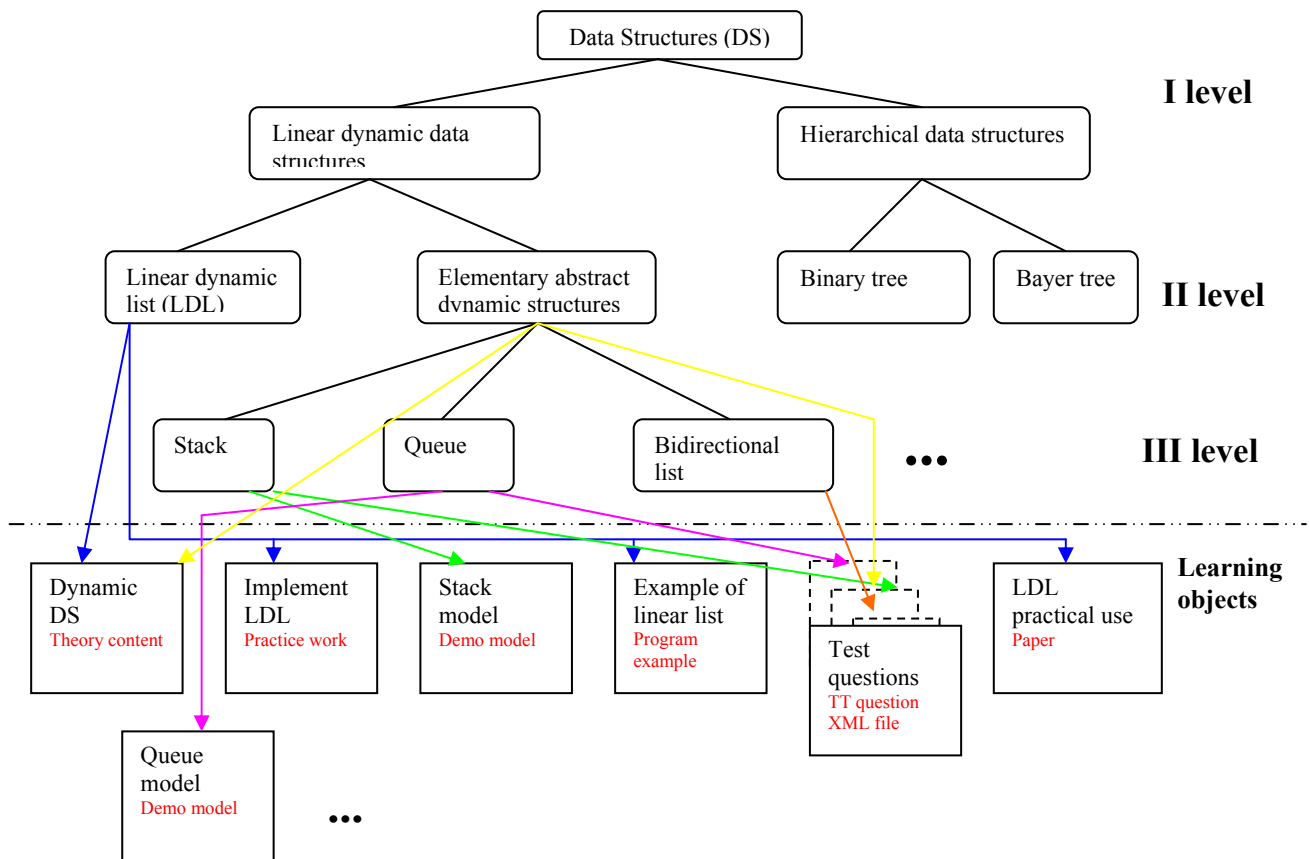 Data Structures (DS)
I level
Linear dynamic data
structures
Hierarchical data structures
Linear dynamic
list (LDL)
Elementary abstract
dynamic structures
Binary tree
Bayer tree
II level
Stack
Queue
Bidirectional
list
...
III level
Learning
objects
Dynamic
DS
Theory content
Implement
LDL
Practice work
Stack
model
Demo model
Example of
linear list
Program
example
Test
questions
TT question
XML file
LDL
practical use
Paper
Queue
model
Demo model
...